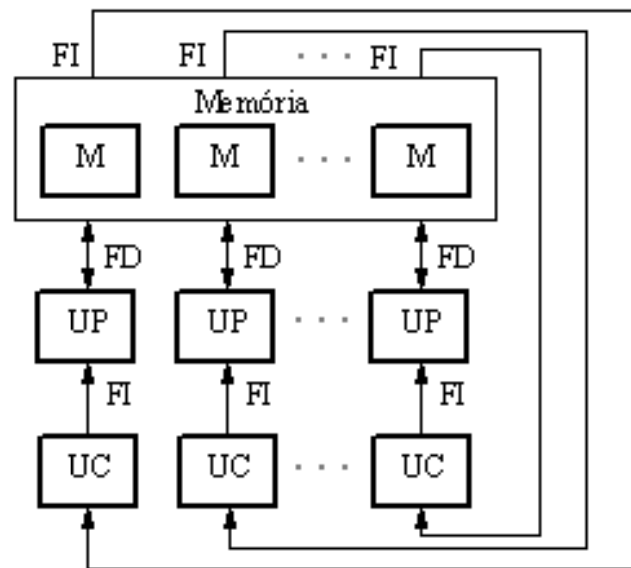 FI FI · · · FI
Memória
M M · · · M
FD FD FD
UP UP · · · UP
FI FI FI
UC UC · · · UC